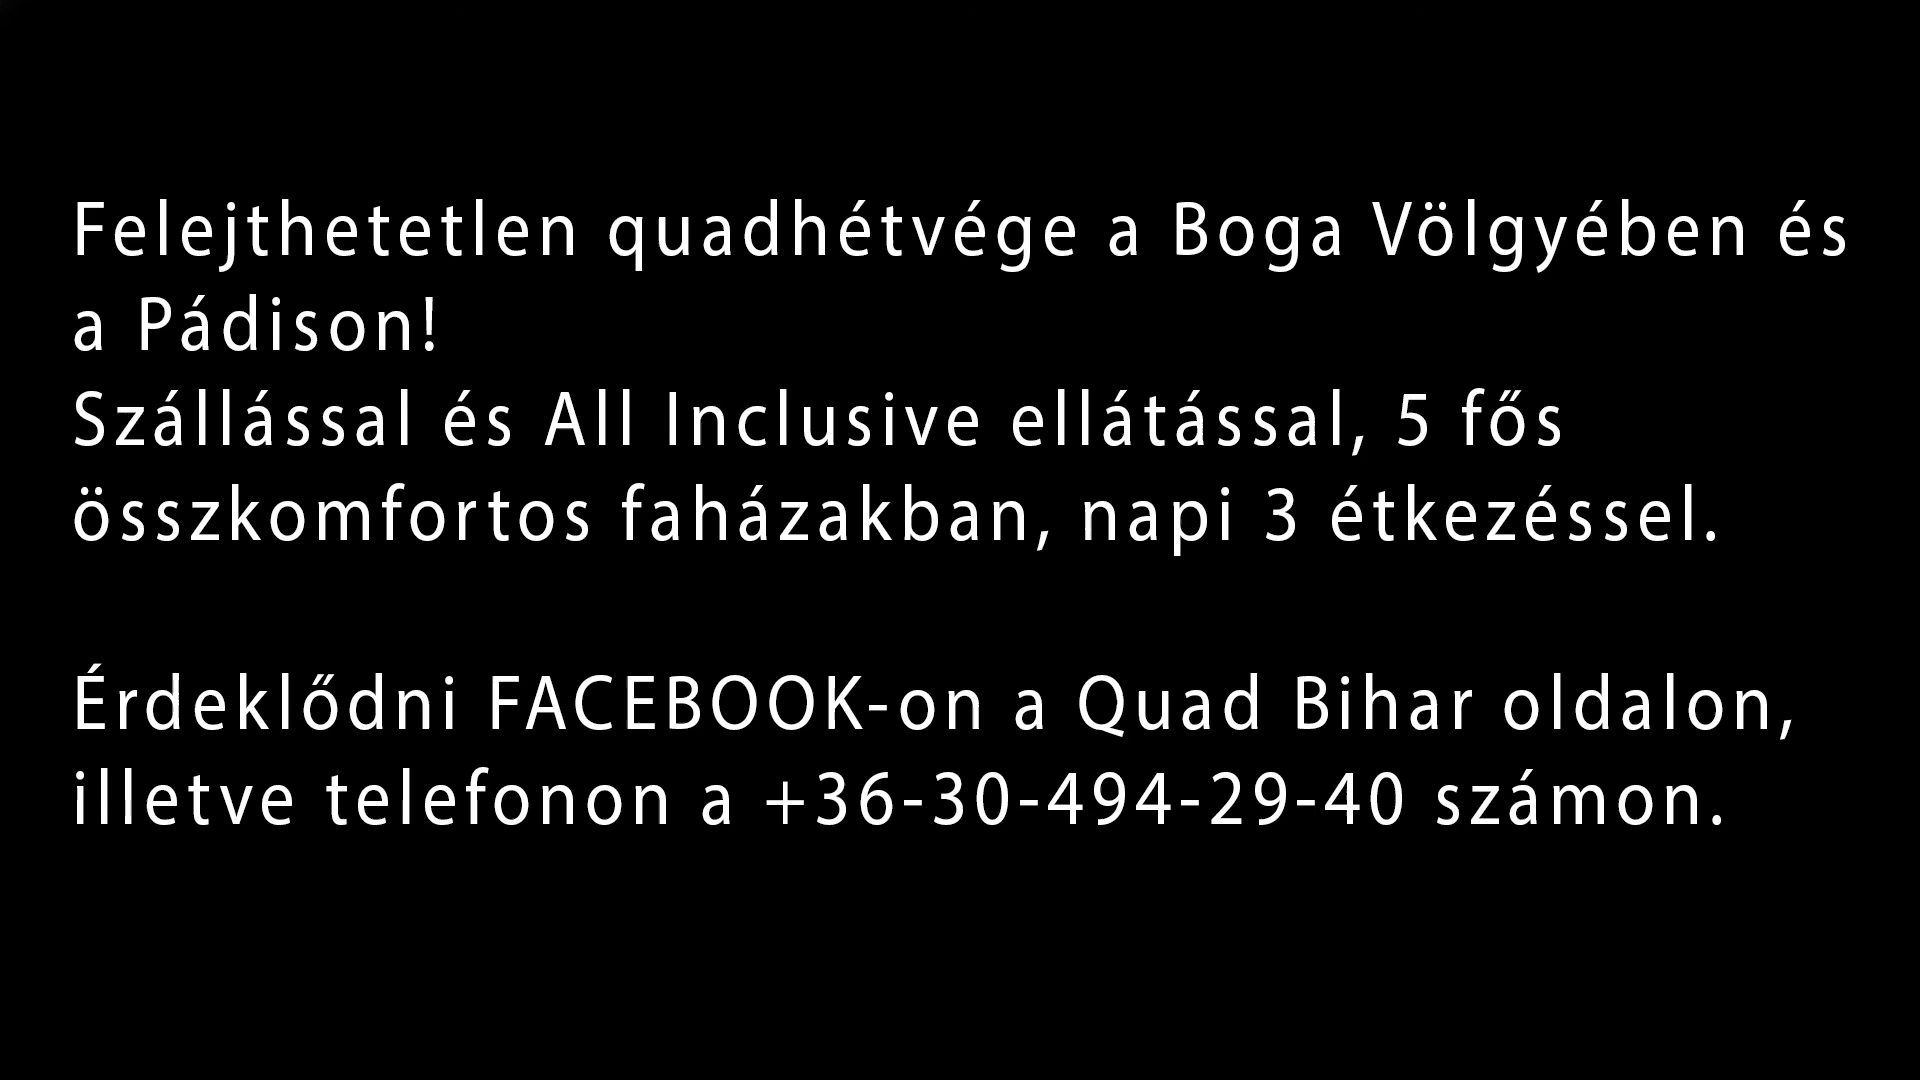 Felejthetetlen quadhétvége a Boga Völgyében és
a Pádison!
Szállással és All Inclusive ellátással, 5 fős
összkomfortos faházakban, napi 3 étkezéssel.
Érdeklődni FACEBOOK-on a Quad Bihar oldalon,
illetve telefonon a +36-30-494-29-40 számon.